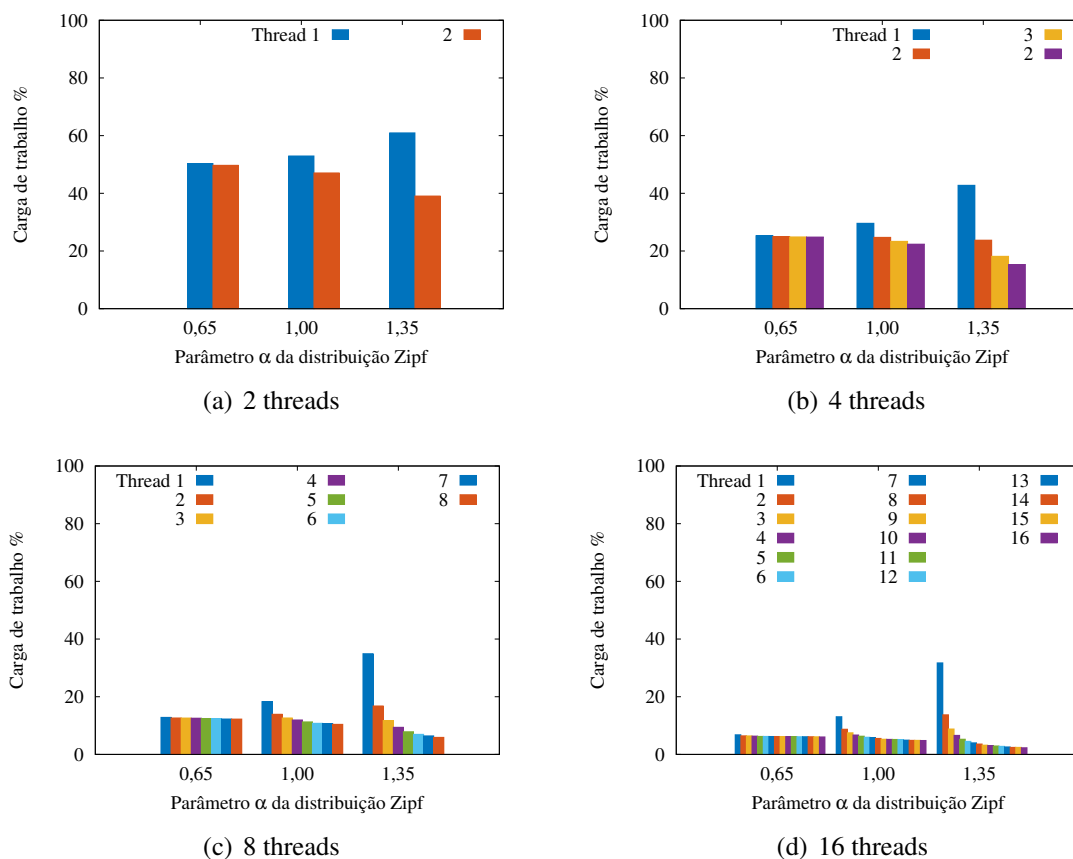 100
80
60
40
20
0
Carga de trabalho %
Thread 1
2
0,65 1,00 1,35
Parâmetro α da distribuição Zipf
(a) 2 threads
100
80
60
40
20
0
Carga de trabalho %
Thread 1
2
3
2
0,65 1,00 1,35
Parâmetro α da distribuição Zipf
(b) 4 threads
100
80
60
40
20
0
Carga de trabalho %
Thread 1
2
3
4
5
6
7
8
0,65 1,00 1,35
Parâmetro α da distribuição Zipf
(c) 8 threads
100
80
60
40
20
0
Carga de trabalho %
Thread 1
2
3
4
5
6
7
8
9
10
11
12
13
14
15
16
0,65 1,00 1,35
Parâmetro α da distribuição Zipf
(d) 16 threads